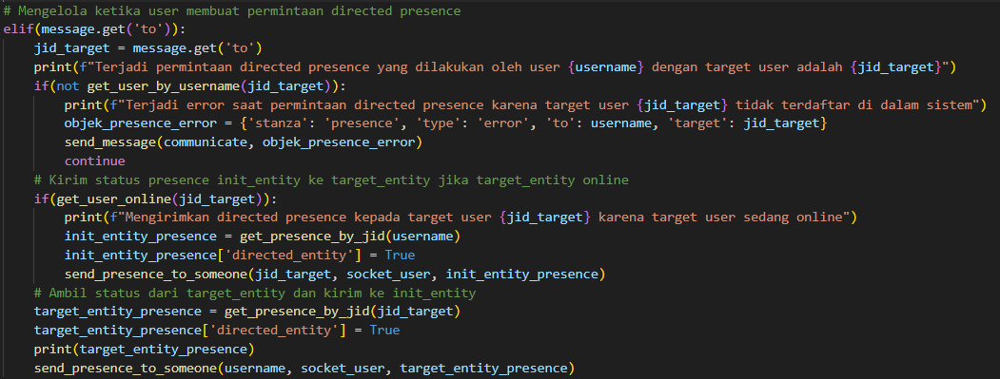 # Mengelola ketika user membuat permintaan directed presence
elif(message.get('to')):
    jid_target = message.get('to')
    print(f"Terjadi permintaan directed presence yang dilakukan oleh user {username} dengan target user adalah {jid_target}")
    if(not get_user_by_username(jid_target)):
        print(f"Terjadi error saat permintaan directed presence karena target user {jid_target} tidak terdaftar di dalam sistem")
        objek_presence_error = {'stanza': 'presence', 'type': 'error', 'to': username, 'target': jid_target}
        send_message(communicate, objek_presence_error)
        continue
    # Kirim status presence init_entity ke target_entity jika target_entity online
    if(get_user_online(jid_target)):
        print(f"Mengirimkan directed presence kepada target user {jid_target} karena target user sedang online")
        init_entity_presence = get_presence_by_jid(username)
        init_entity_presence['directed_entity'] = True
        send_presence_to_someone(jid_target, socket_user, init_entity_presence)
    # Ambil status dari target_entity dan kirim ke init_entity
    target_entity_presence = get_presence_by_jid(jid_target)
    target_entity_presence['directed_entity'] = True
    print(target_entity_presence)
    send_presence_to_someone(username, socket_user, target_entity_presence)